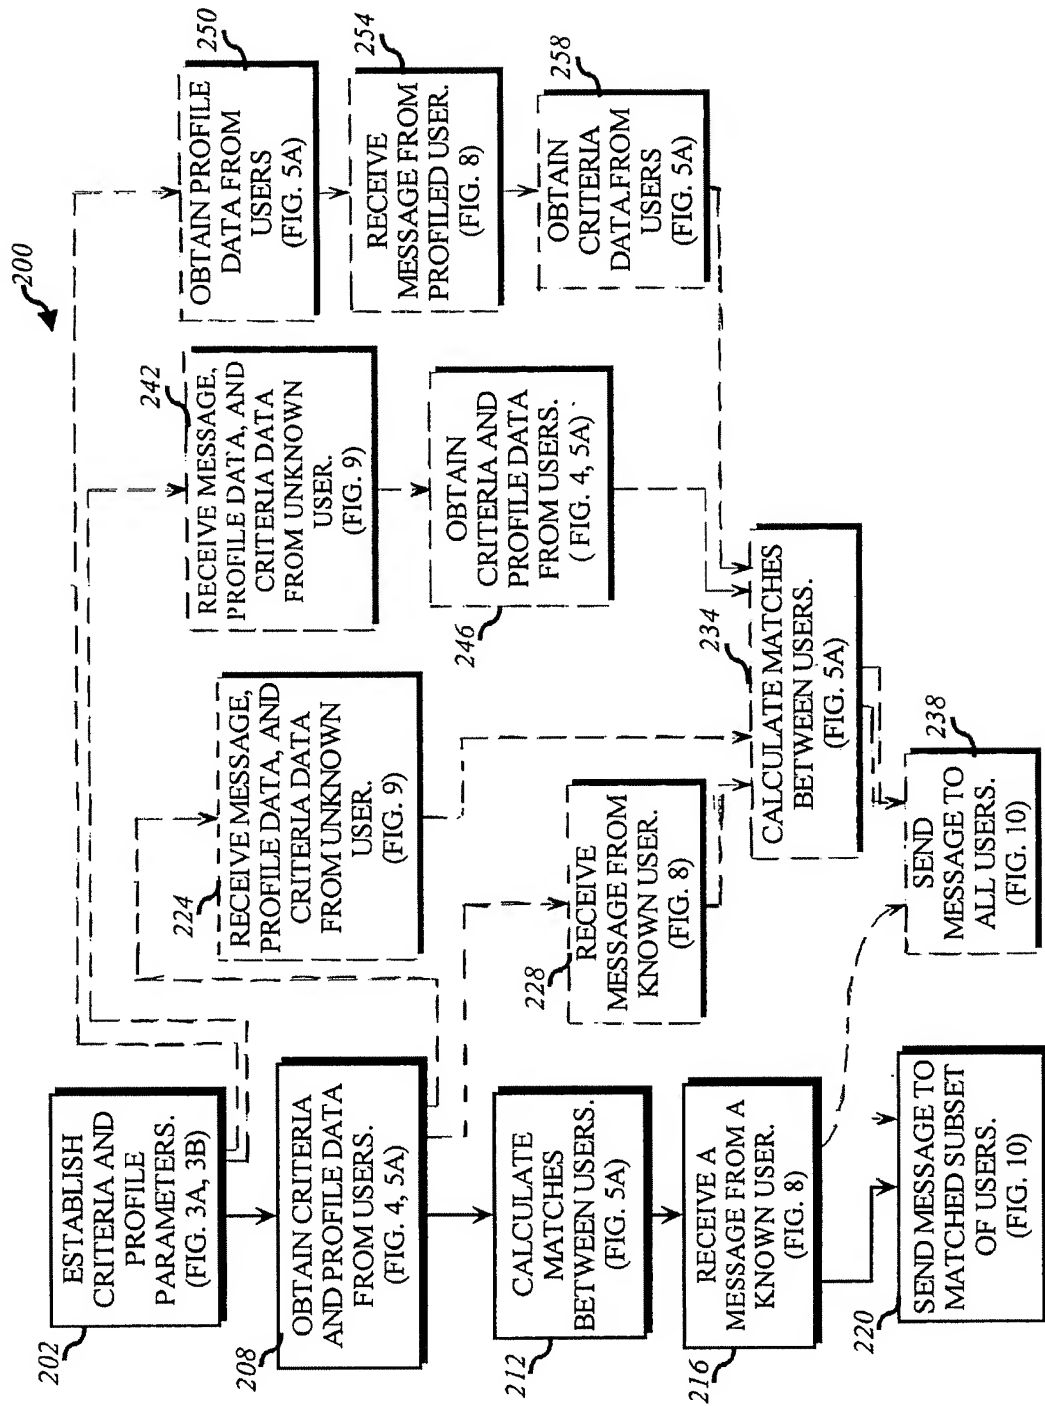 200
202
ESTABLISH
CRITERIA AND
PROFILE
PARAMETERS.
(FIG. 3A, 3B)
208
OBTAIN CRITERIA
AND PROFILE DATA
FROM USERS.
(FIG. 4, 5A)
212
CALCULATE
MATCHES
BETWEEN USERS.
(FIG. 5A)
216
RECEIVE A
MESSAGE FROM A
KNOWN USER.
(FIG. 8)
220
SEND MESSAGE TO
MATCHED SUBSET
OF USERS.
(FIG. 10)
224
RECEIVE MESSAGE,
PROFILE DATA, AND
CRITERIA DATA
FROM UNKNOWN
USER.
(FIG. 9)
228
RECEIVE
MESSAGE FROM
KNOWN USER.
(FIG. 8)
234
CALCULATE MATCHES
BETWEEN USERS.
(FIG. 5A)
238
SEND
MESSAGE TO
ALL USERS.
(FIG. 10)
242
RECEIVE MESSAGE,
PROFILE DATA, AND
CRITERIA DATA
FROM UNKNOWN
USER.
(FIG. 9)
246
OBTAIN
CRITERIA AND
PROFILE DATA
FROM USERS.
( FIG. 4, 5A)
250
OBTAIN PROFILE
DATA FROM
USERS
(FIG. 5A)
254
RECEIVE
MESSAGE FROM
PROFILED USER.
(FIG. 8)
258
OBTAIN
CRITERIA
DATA.FROM
USERS
(FIG. 5A)